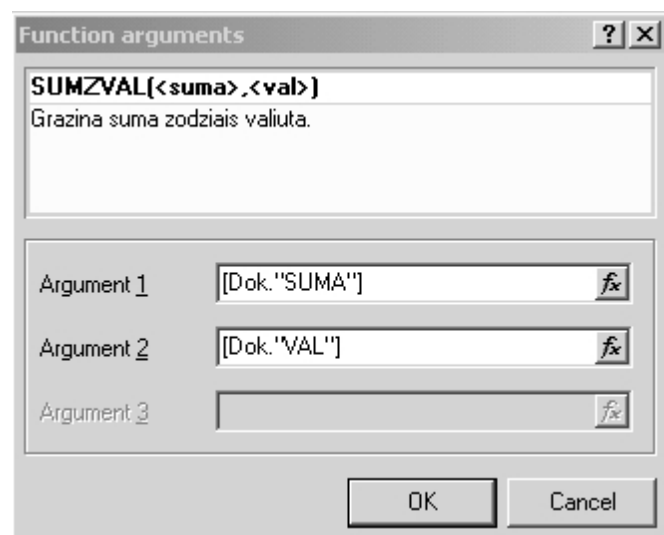 Function arguments
SUMZVAL(<suma>,<val>)
Grazina suma zodziais valiuta.
Argument 1 [Dok."SUMA"]
Argument 2 [Dok."VAL"]
Argument 3
OK Cancel